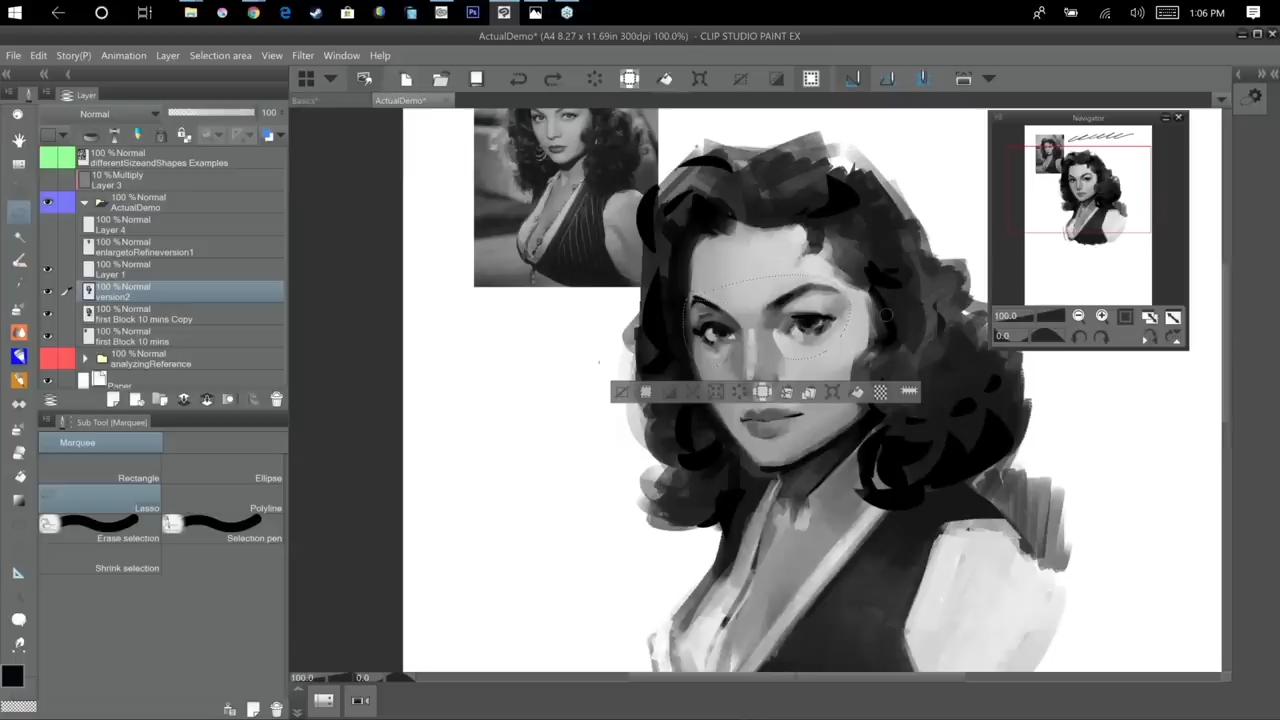 1:06 PM
ActualDemo* (A4 8.27 x 11.69in 300dpi 100.0%) - CLIP STUDIO PAINT EX
File Edit Story(P) Animation Layer Selection area View Filter Window Help
Layer
Basics*
ActualDemo*
Normal
100
100 %Normal
differentSizeandShapes Examples
10 %Multiply
Layer 3
100 %Normal
ActualDemo
100 %Normal
Layer 4
100 %Normal
enlargetoRefineversion1
100 %Normal
Layer 1
100 %Normal
version2
100 %Normal
first Block 10 mins Copy
100 %Normal
first Block 10 mins
100 %Normal
analyzingReference
Paper
Sub Tool [Marquee]
Marquee
Rectangle
Ellipse
Lasso
Polyline
Erase selection
Selection pen
Shrink selection
Navigator
100.0
0.0
100.0
0.0